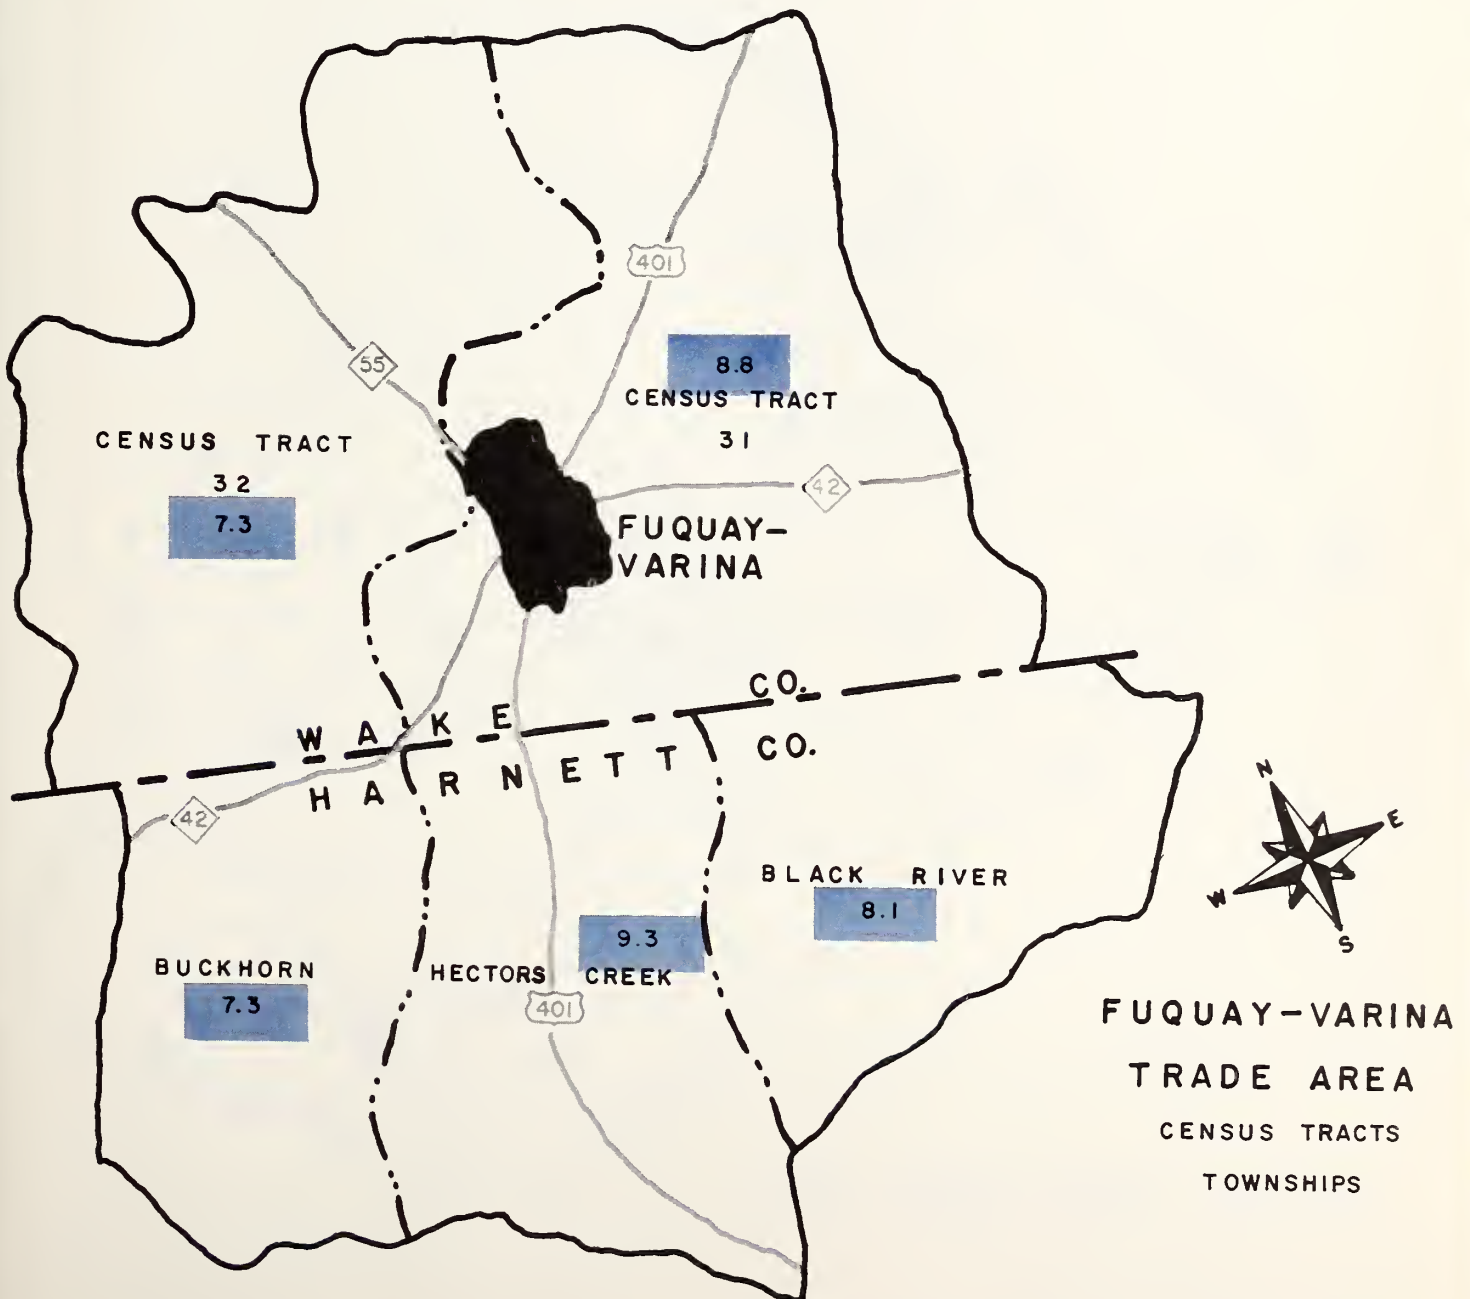 401
55
8.8
CENSUS TRACT
31
CENSUS TRACT
32
7.3
42
FUQUAY-
VARINA
WAKE CO.
HARNETT CO.
42
BLACK RIVER
8.1
9.3
HECTORS CREEK
BUCKHORN
7.3
401
N
E
W
S
FUQUAY-VARINA
TRADE AREA
CENSUS TRACTS
TOWNSHIPS